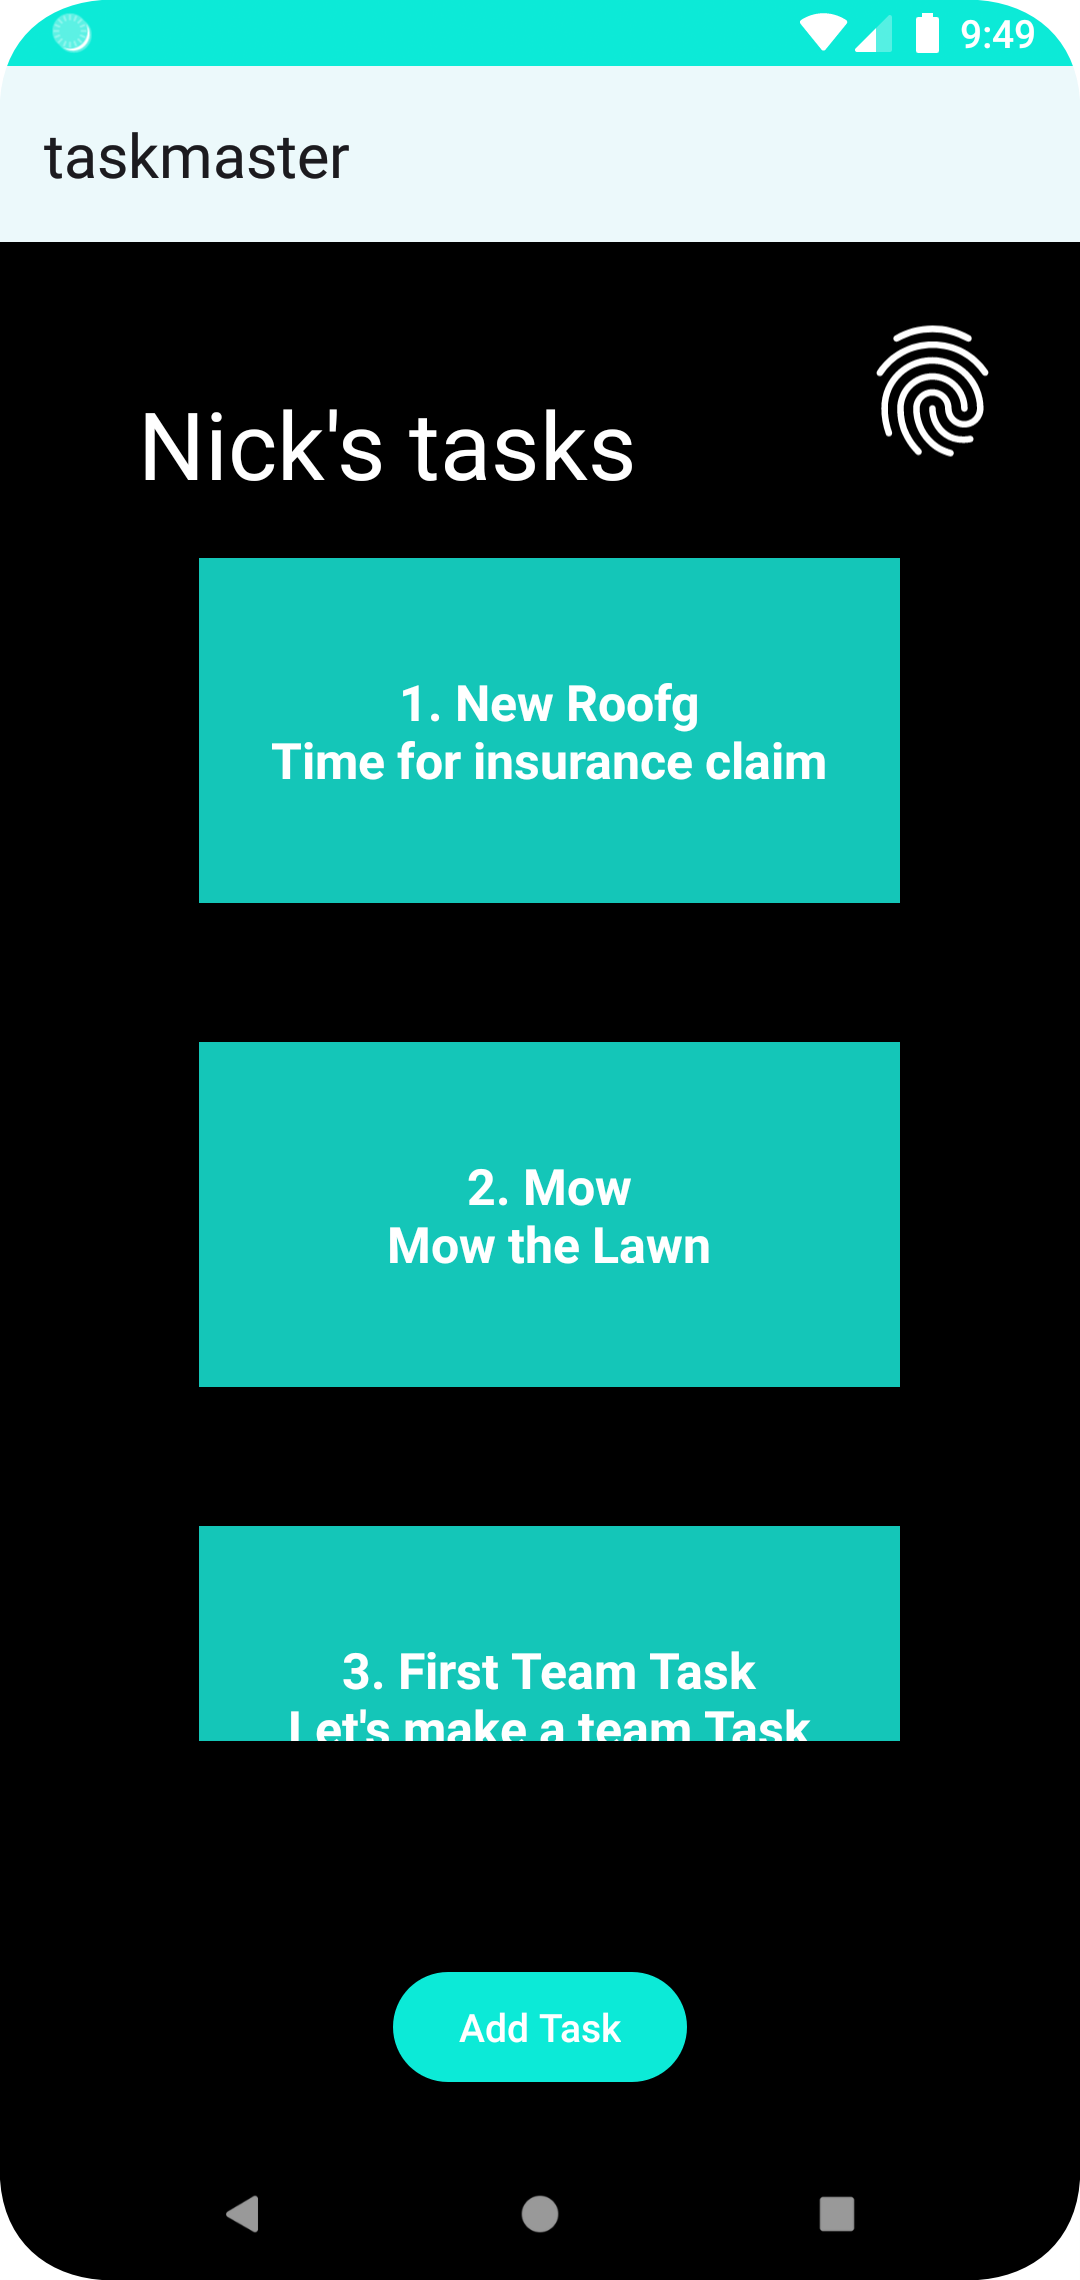 9:49
taskmaster
Nick's tasks
1. New Roofg
Time for insurance claim
2. Mow
Mow the Lawn
3. First Team Task
Let's make a team Task
Add Task